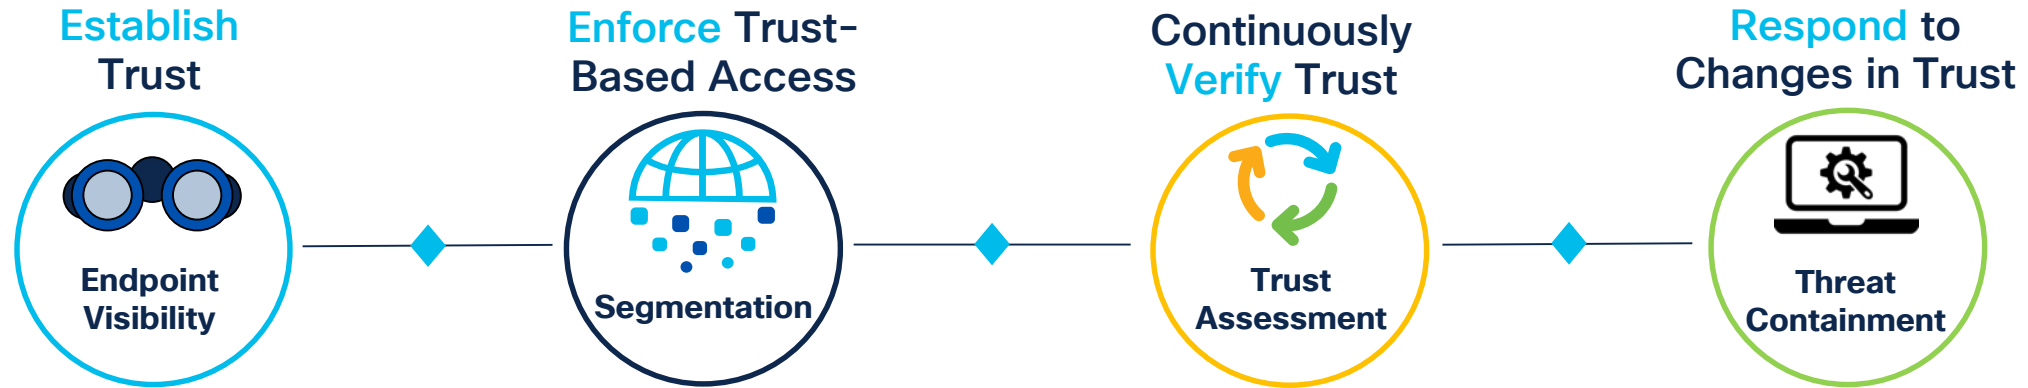 Establish
Trust
Endpoint
Visibility
Enforce Trust-
Based Access
Segmentation
Continuously
Verify Trust
Trust
Assessment
Respond to
Changes in Trust
Threat
Containment